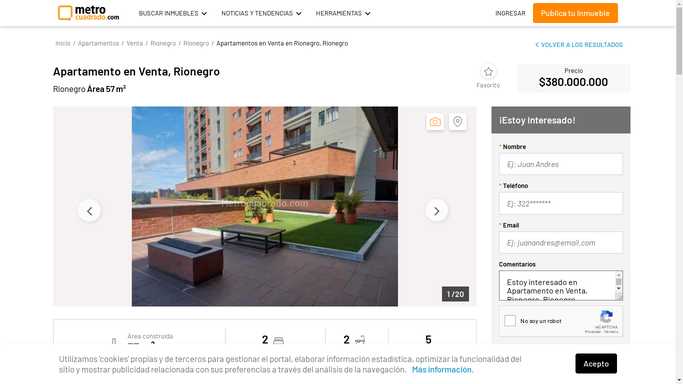 metro
cuadrado.com
BUSCAR INMUEBLES
NOTICIAS Y TENDENCIAS
HERRAMIENTAS
INGRESAR
Publica tu Inmueble
Inicio / Apartamentos / Venta / Rionegro / Rionegro / Apartamentos en Venta en Rionegro, Rionegro
VOLVER A LOS RESULTADOS
Apartamento en Venta, Rionegro
Rionegro Área 57 m²
Favorito
Precio
$380.000.000
metrocuadrado.com
1 / 20
¡Estoy Interesado!
* Nombre
Ej: Juan Andres
* Teléfono
Ej: 322*******
* Email
Ej: juanandres@email.com
Comentarios
Estoy interesado en
Apartamento en Venta,
Rionegro, Rionegro
No soy un robot
reCAPTCHA
Privacidad - Términos
Área construida
2
2
5
Utilizamos 'cookies' propias y de terceros para gestionar el portal, elaborar información estadística, optimizar la funcionalidad del
sitio y mostrar publicidad relacionada con sus preferencias a través del análisis de la navegación. Más información.
Acepto